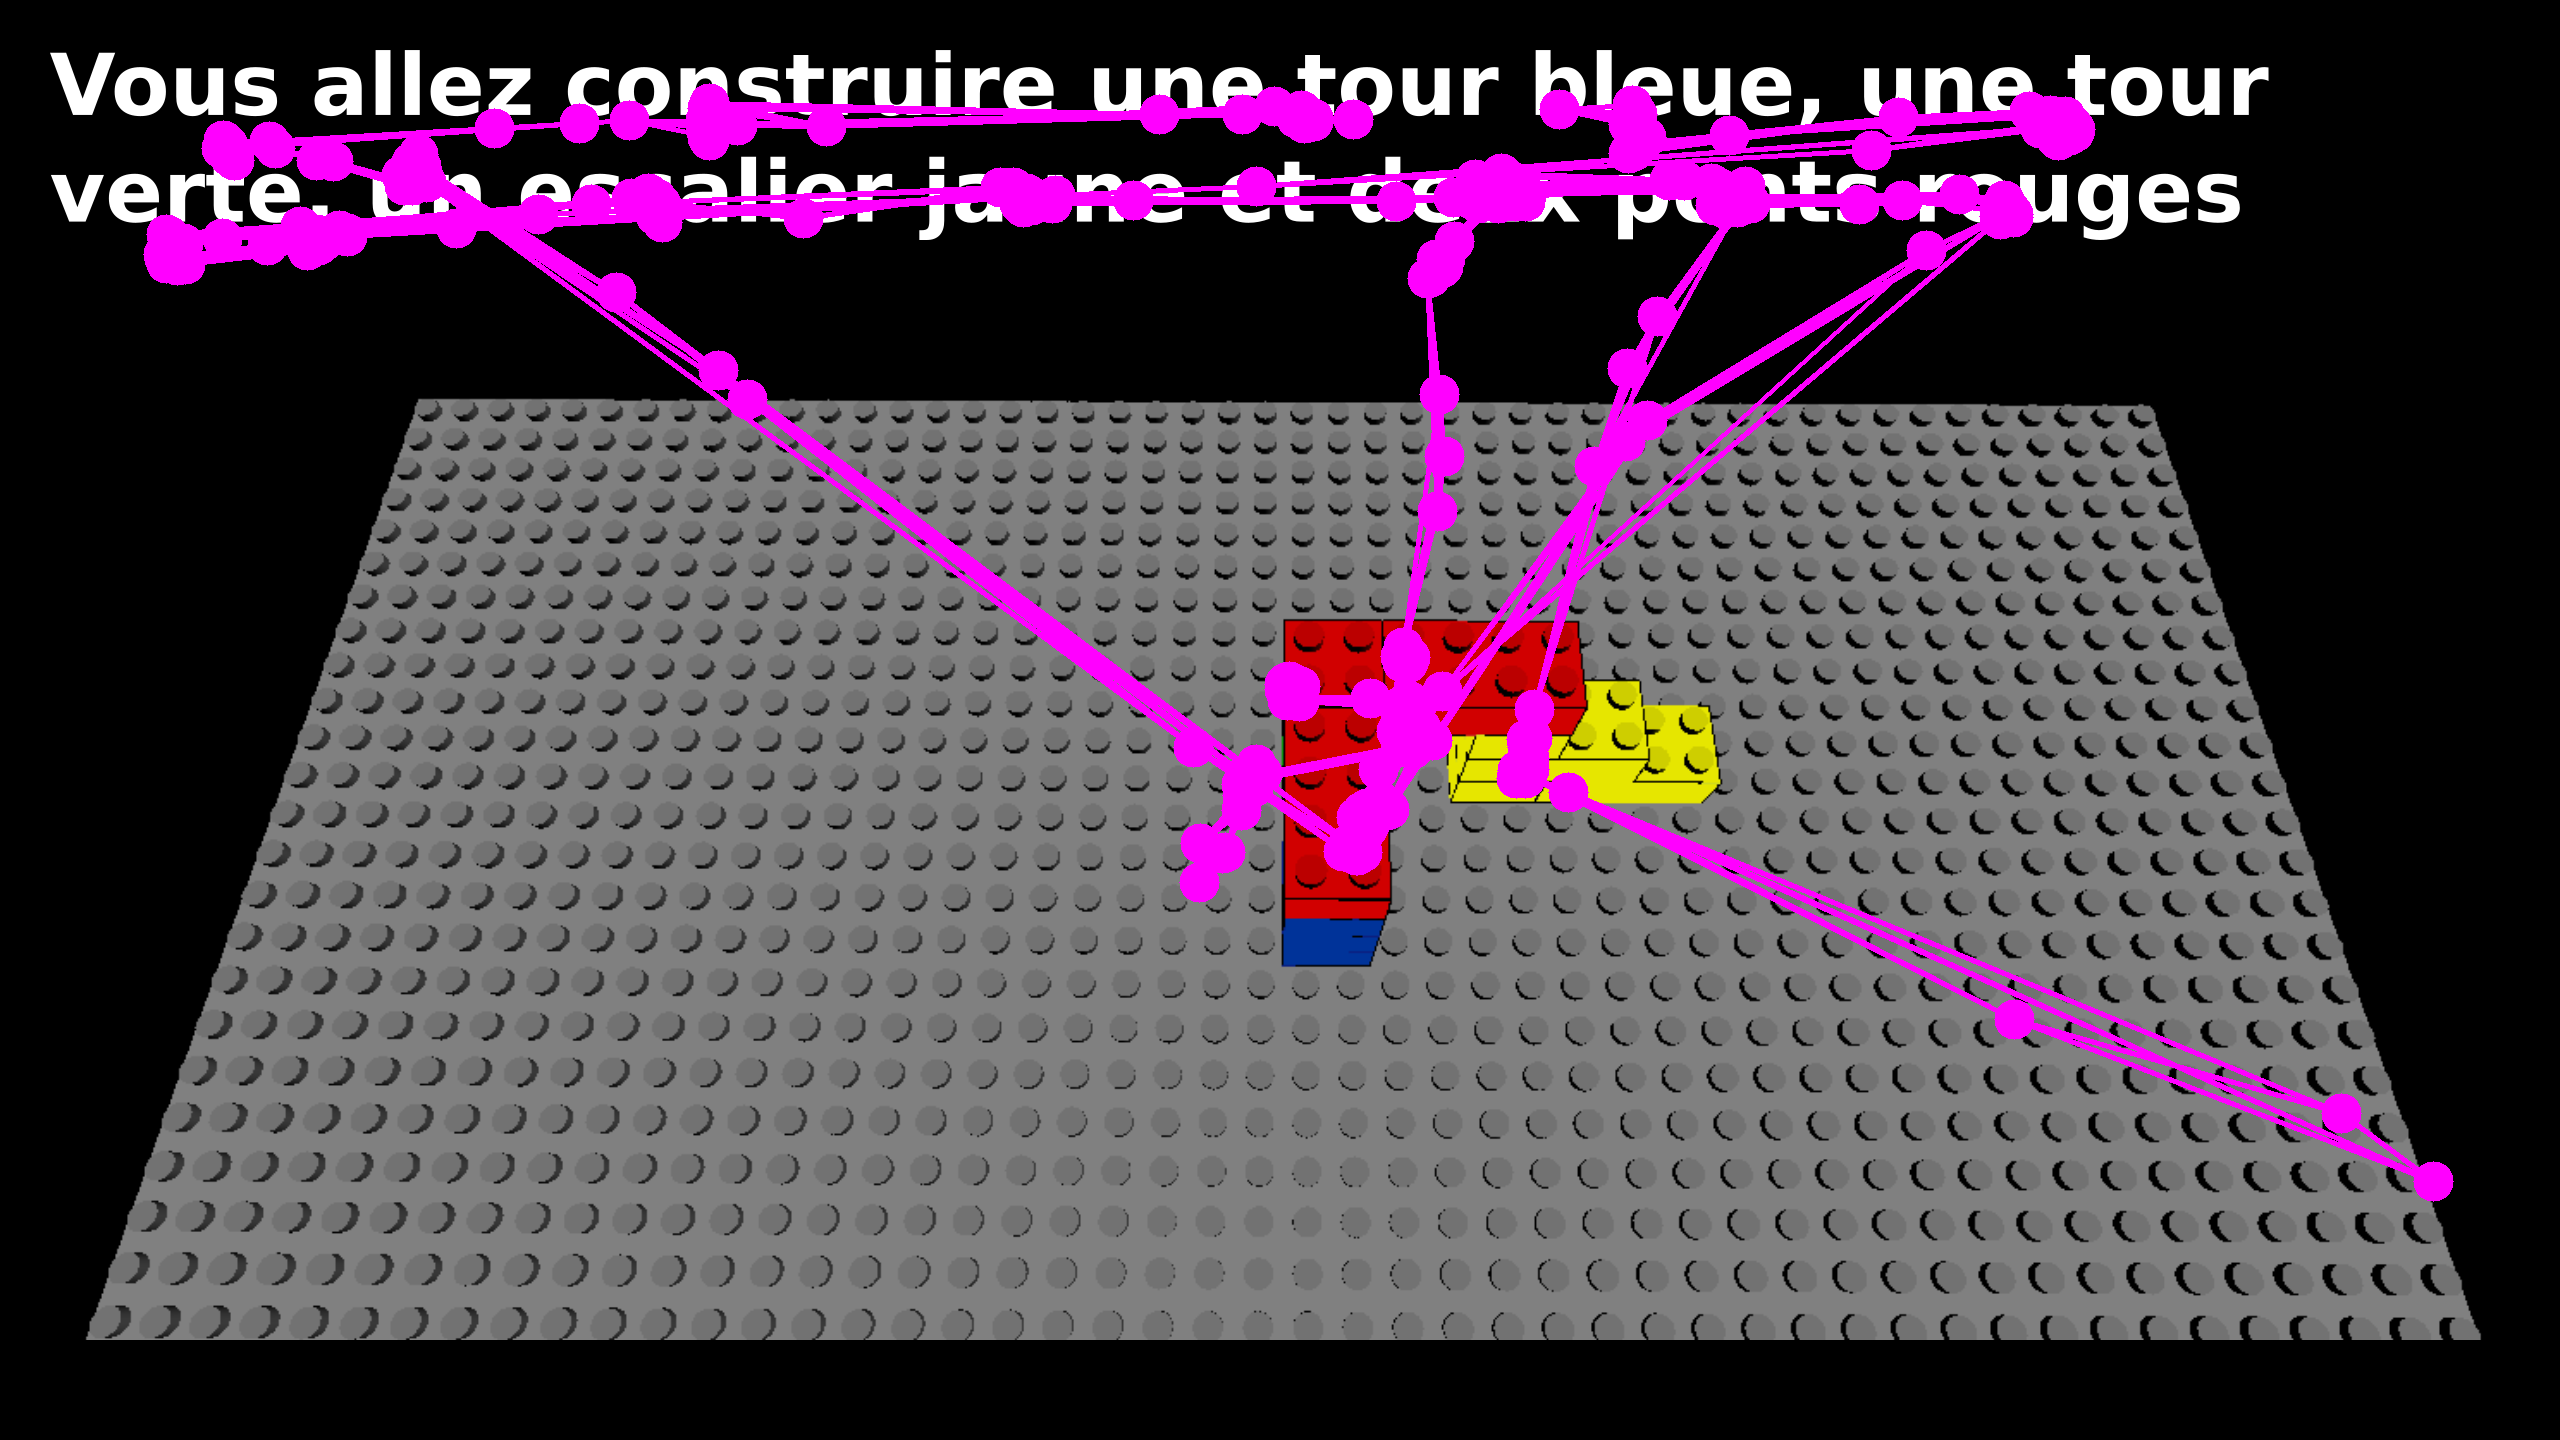 Vous allez construire une tour bleue, une tour
verte, un escalier jaune et deux ponts rouges